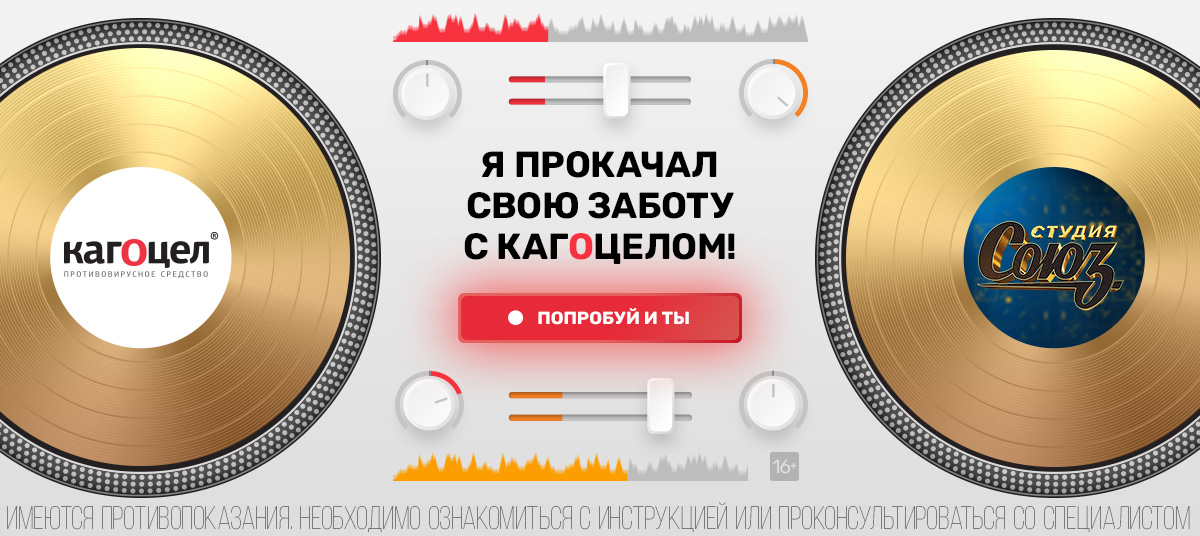 кагоцел®
ПРОТИВОВИРУСНОЕ СРЕДСТВО
Я ПРОКАЧАЛ
СВОЮ ЗАБОТУ
С КАГОЦЕЛОМ!
ПОПРОБУЙ И ТЫ
СТУДИЯ
Союз
16+
ИМЕЮТСЯ ПРОТИВОПОКАЗАНИЯ. НЕОБХОДИМО ОЗНАКОМИТЬСЯ С ИНСТРУКЦИЕЙ ИЛИ ПРОКОНСУЛЬТИРОВАТЬСЯ СО СПЕЦИАЛИСТОМ